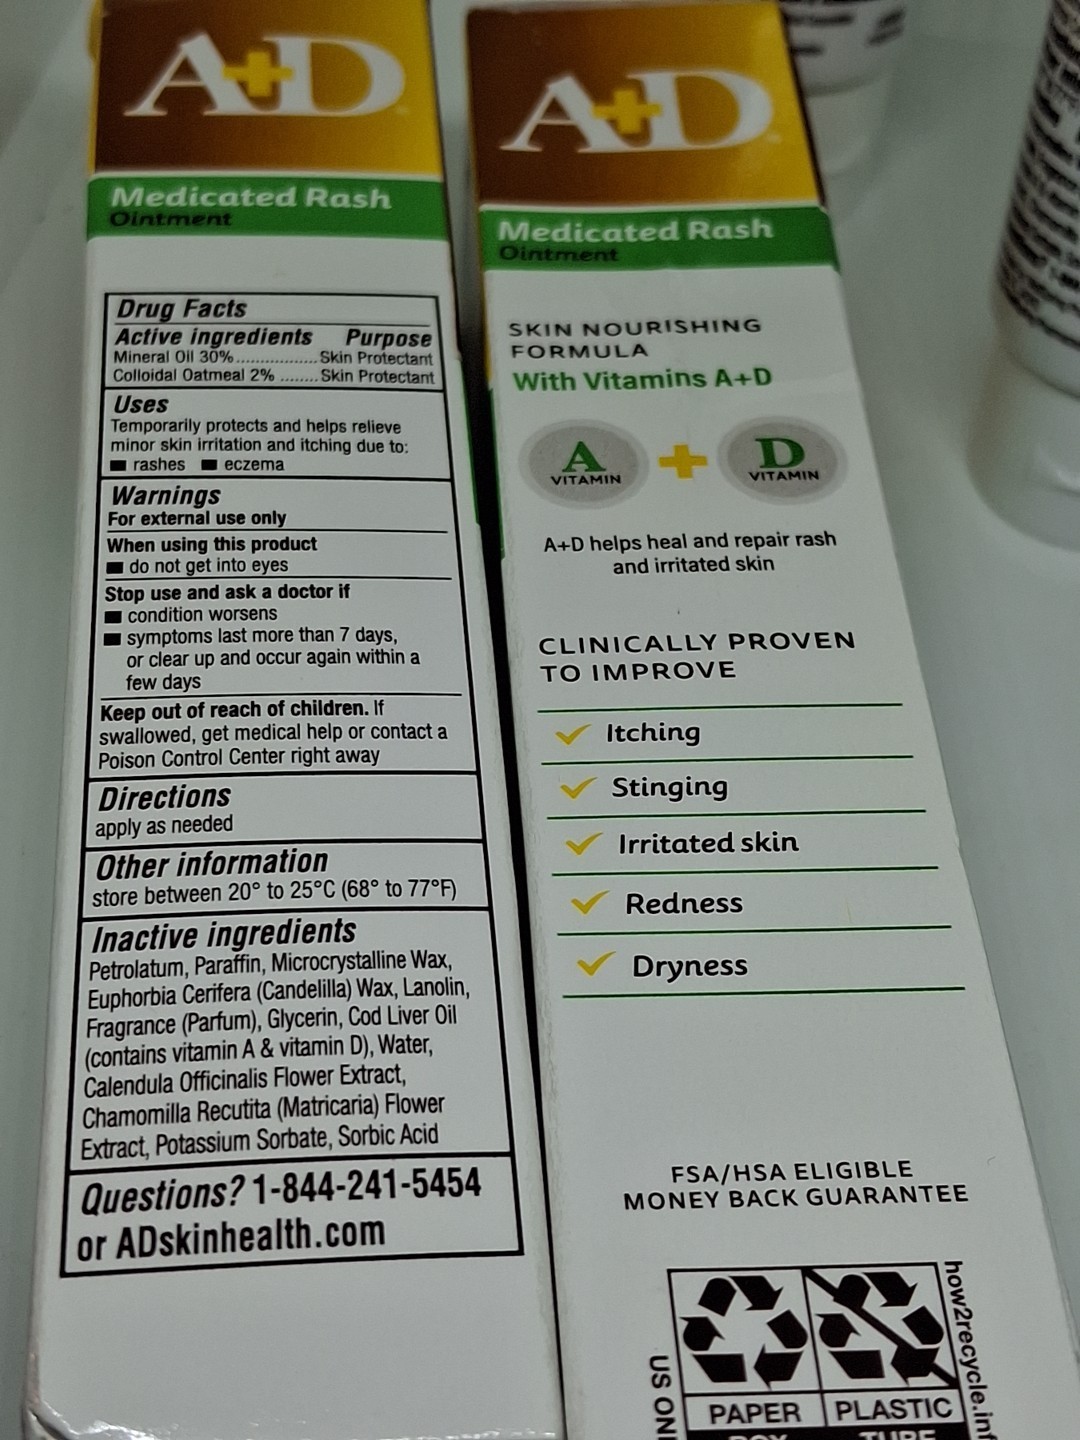 A+D
Medicated Rash
Ointment
Drug Facts
Active ingredients Purpose
Mineral Oil 30%................. Skin Protectant
Colloidal Oatmeal 2% ........ Skin Protectant
Uses
Temporarily protects and helps relieve
minor skin irritation and itching due to:
■ rashes ■ eczema
Warnings
For external use only
When using this product
■ do not get into eyes
Stop use and ask a doctor if
■ condition worsens
■ symptoms last more than 7 days,
or clear up and occur again within a
few days
Keep out of reach of children. If
swallowed, get medical help or contact a
Poison Control Center right away
Directions
apply as needed
Other information
store between 20° to 25°C (68° to 77°F)
Inactive ingredients
Petrolatum, Paraffin, Microcrystalline Wax,
Euphorbia Cerifera (Candelilla) Wax, Lanolin,
Fragrance (Parfum), Glycerin, Cod Liver Oil
(contains vitamin A & vitamin D), Water,
Calendula Officinalis Flower Extract,
Chamomilla Recutita (Matricaria) Flower
Extract, Potassium Sorbate, Sorbic Acid
Questions? 1-844-241-5454
or ADskinhealth.com
A+D
Medicated Rash
Ointment
SKIN NOURISHING
FORMULA
With Vitamins A+D
A + D
VITAMIN VITAMIN
A+D helps heal and repair rash
and irritated skin
CLINICALLY PROVEN
TO IMPROVE
Itching
Stinging
Irritated skin
Redness
Dryness
FSA/HSA ELIGIBLE
MONEY BACK GUARANTEE
how2recycle.inf
US ON
PAPER PLASTIC
BOX TUBE